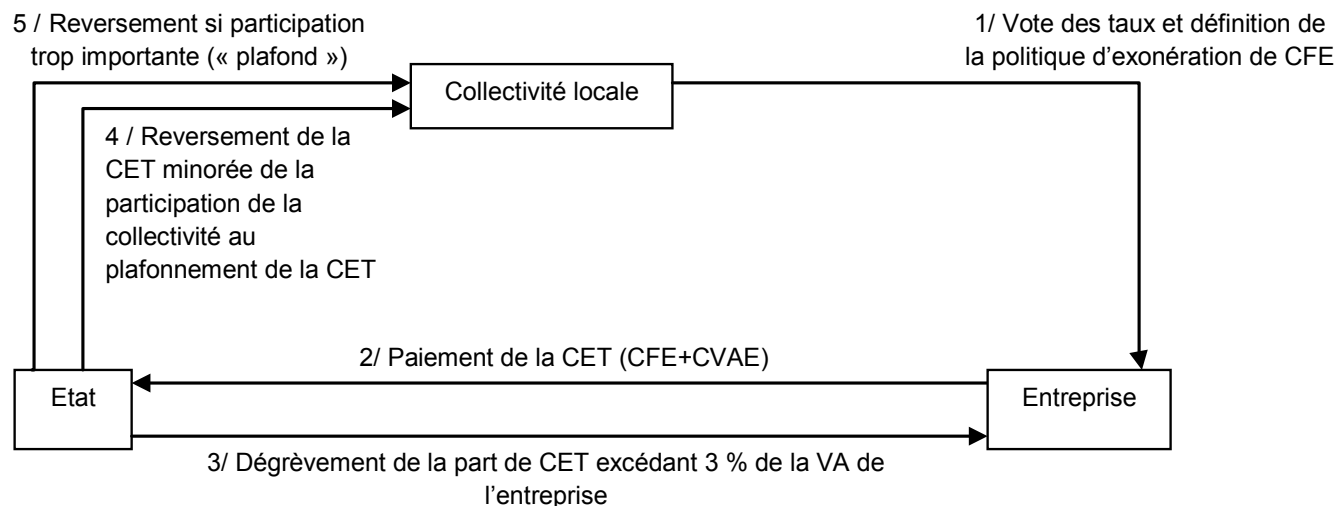 5 / Reversement si participation
trop importante (« plafond »)
1/ Vote des taux et définition de
la politique d’exonération de CFE
Collectivité locale
4 / Reversement de la
CET minorée de la
participation de la
collectivité au
plafonnement de la CET
2/ Paiement de la CET (CFE+CVAE)
Etat
Entreprise
3/ Dégrèvement de la part de CET excédant 3 % de la VA de
l’entreprise